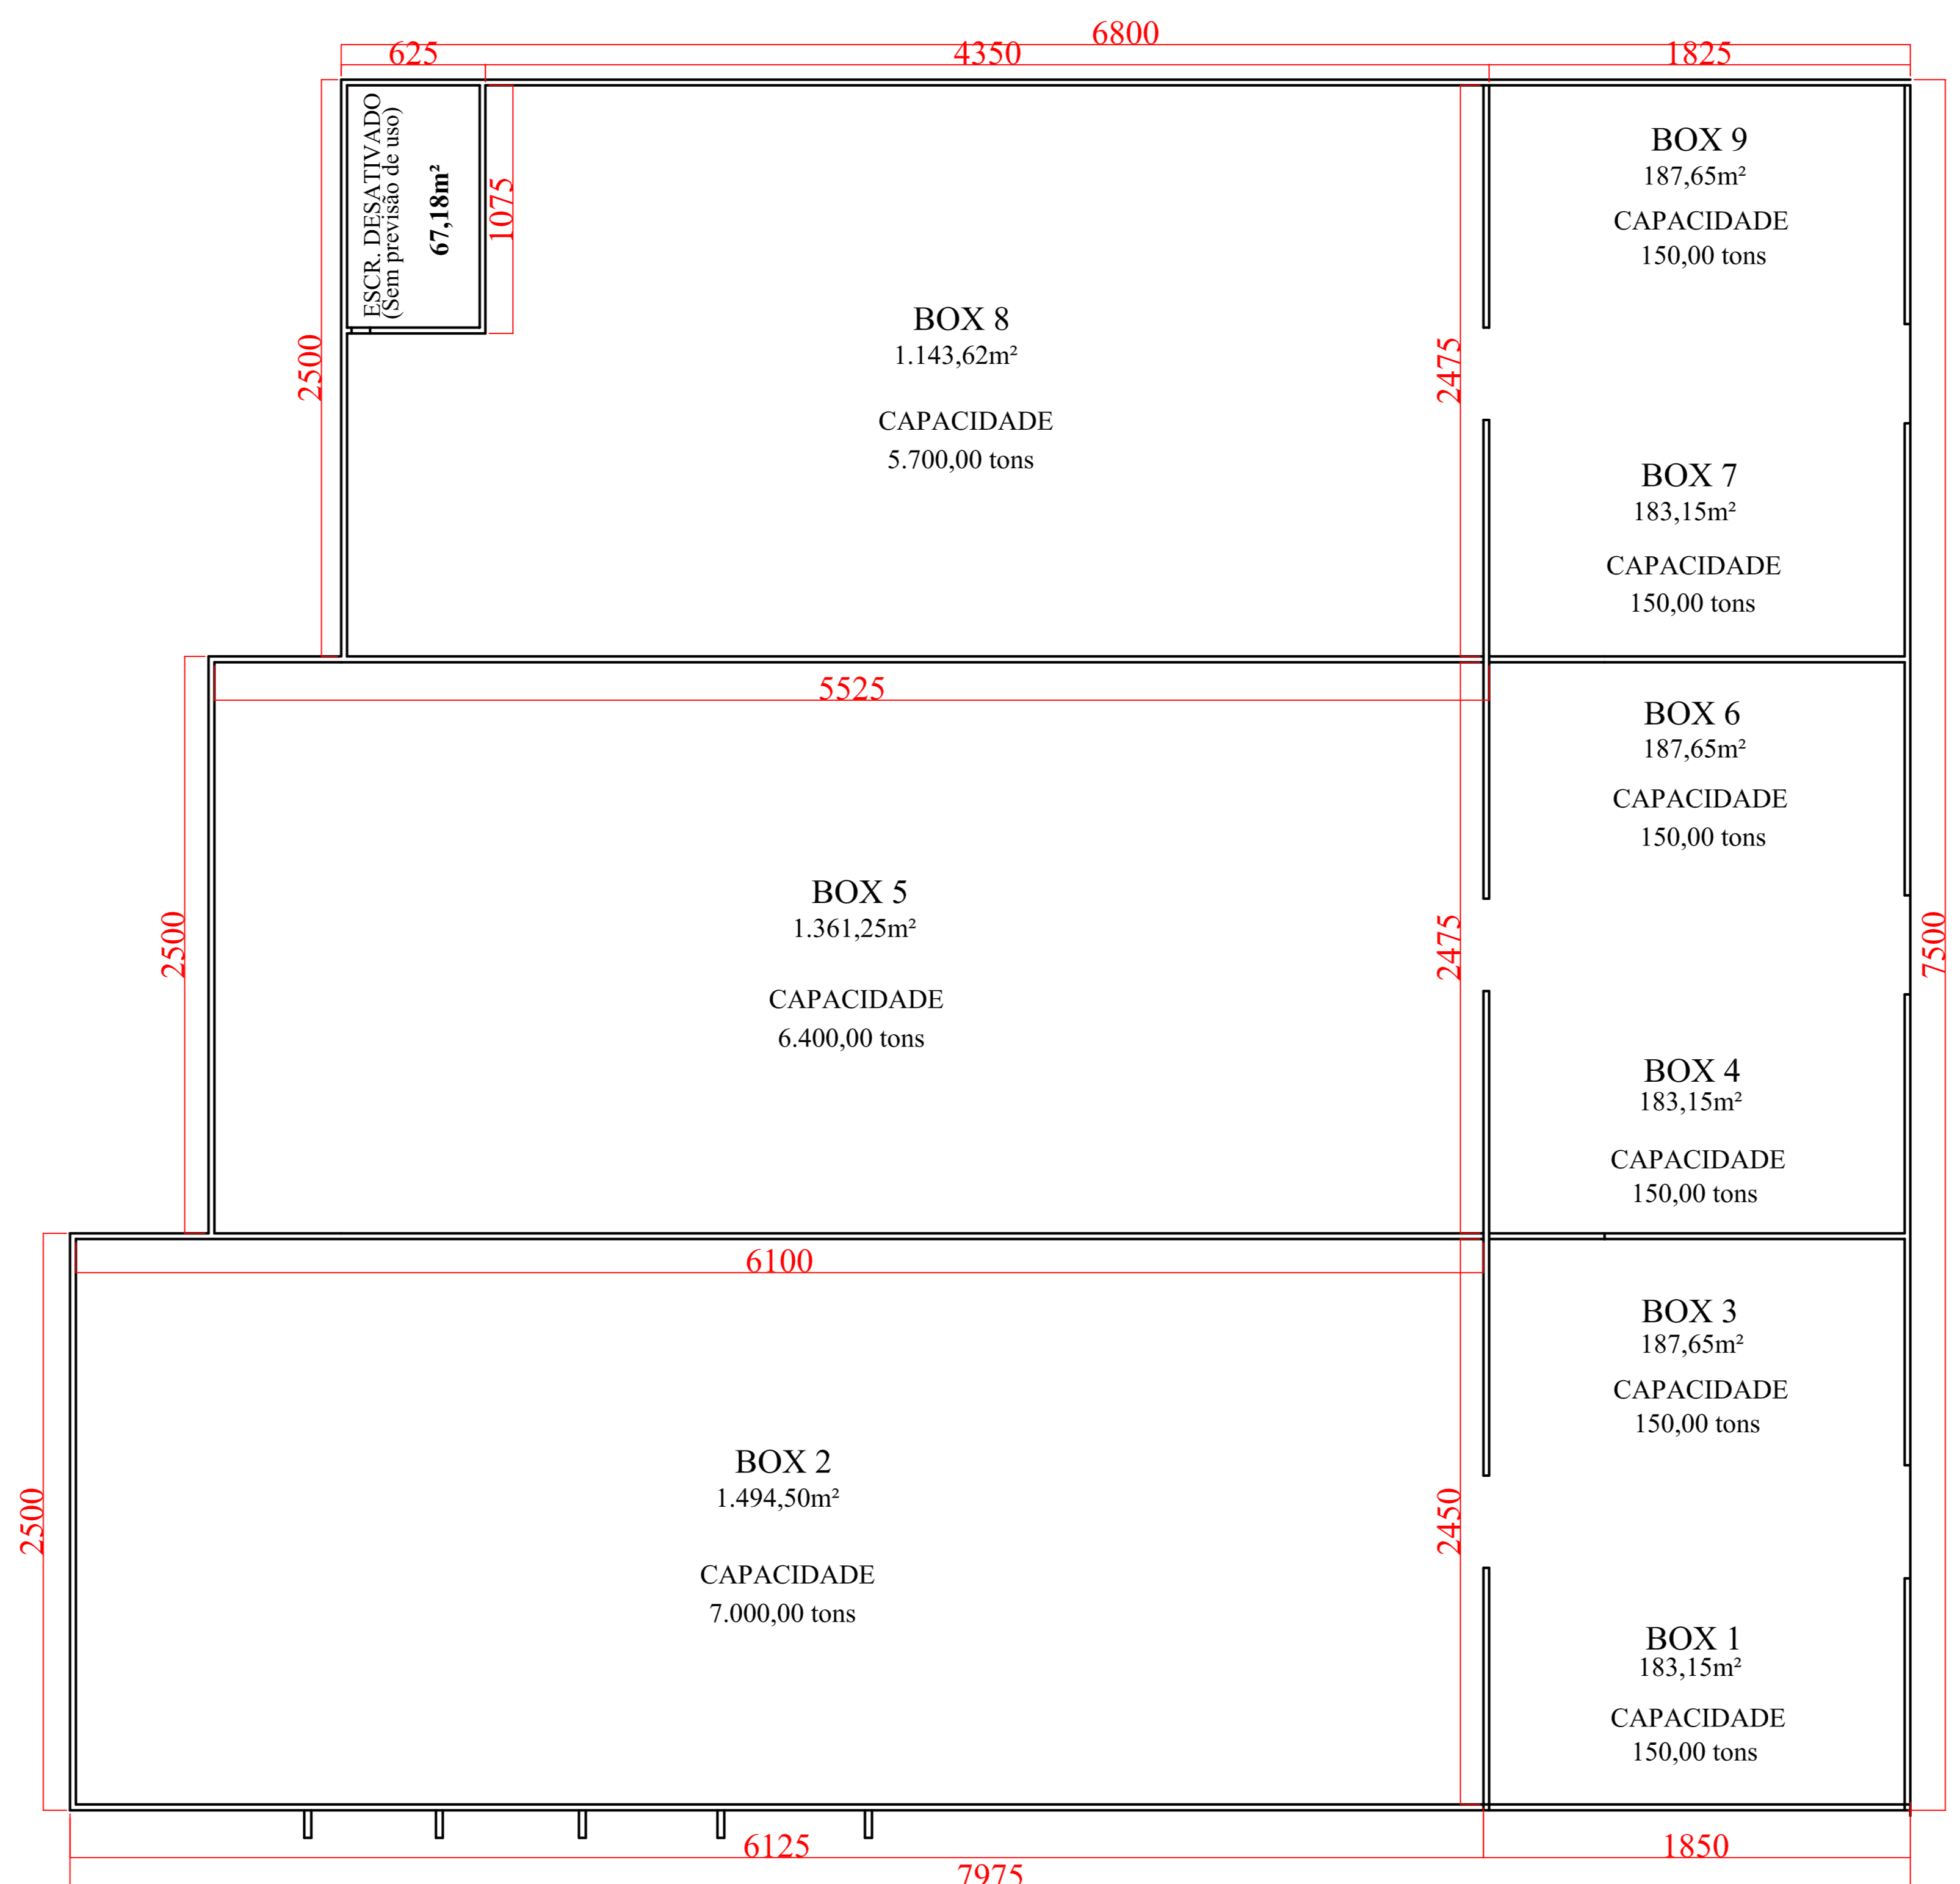 6800
625
4350
1825
ESCR. DESATIVADO
(Sem previsão de uso)
67,18m²
1075
2500
BOX 8
1.143,62m²
CAPACIDADE
5.700,00 tons
2475
BOX 9
187,65m²
CAPACIDADE
150,00 tons
BOX 7
183,15m²
CAPACIDADE
150,00 tons
5525
2500
BOX 5
1.361,25m²
CAPACIDADE
6.400,00 tons
2475
BOX 6
187,65m²
CAPACIDADE
150,00 tons
7500
BOX 4
183,15m²
CAPACIDADE
150,00 tons
6100
2500
BOX 2
1.494,50m²
CAPACIDADE
7.000,00 tons
2450
BOX 3
187,65m²
CAPACIDADE
150,00 tons
BOX 1
183,15m²
CAPACIDADE
150,00 tons
6125
1850
7975